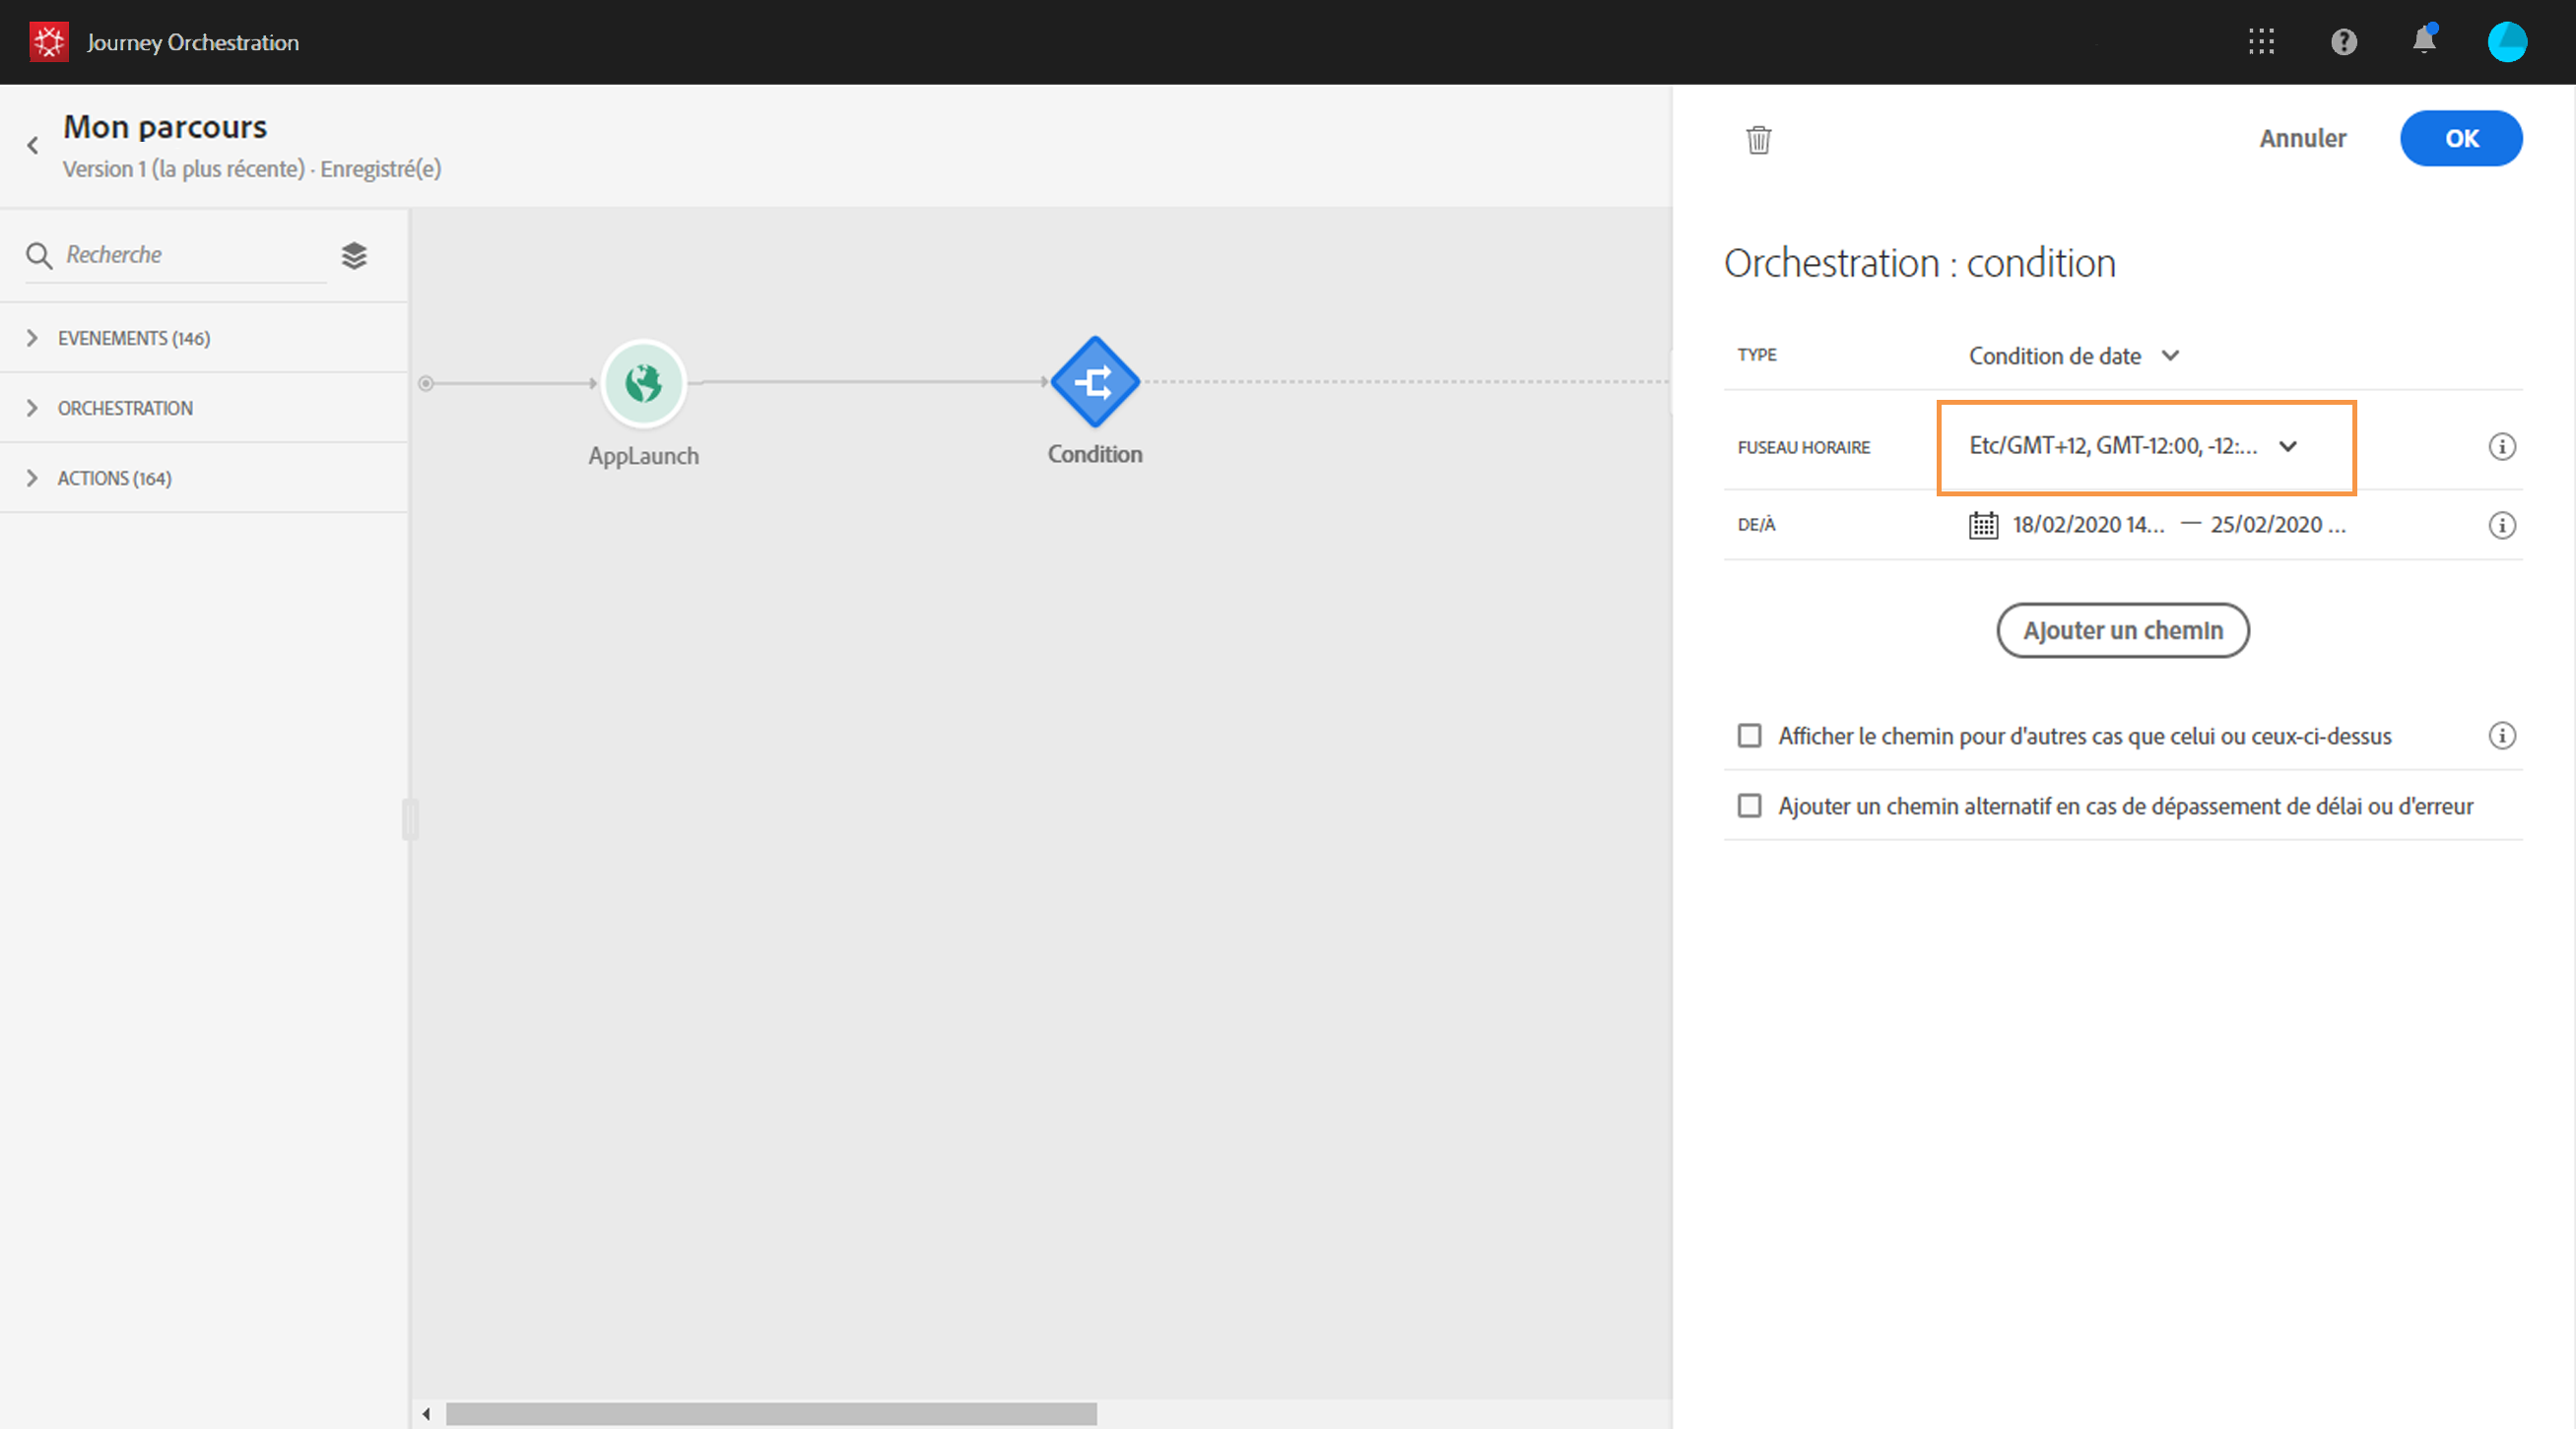 Journey Orchestration
Mon parcours
Version 1 (la plus récente) · Enregistré(e)
Recherche
EVENEMENTS (146)
ORCHESTRATION
ACTIONS (164)
AppLaunch
Condition
Annuler
OK
Orchestration : condition
TYPE
Condition de date
FUSEAU HORAIRE
Etc/GMT+12, GMT-12:00, -12:...
DE/À
18/02/2020 14... — 25/02/2020 ...
Ajouter un chemin
Afficher le chemin pour d'autres cas que celui ou ceux-ci-dessus
Ajouter un chemin alternatif en cas de dépassement de délai ou d'erreur